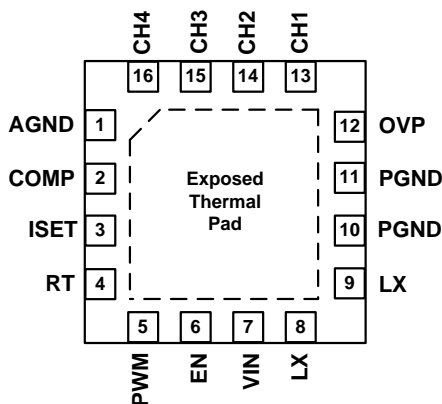 CH4 CH3 CH2 CH1
16 15 14 13
AGND 1
COMP 2
ISET 3
RT 4
Exposed
Thermal
Pad
12 OVP
11 PGND
10 PGND
9 LX
5 6 7 8
PWM EN VIN LX